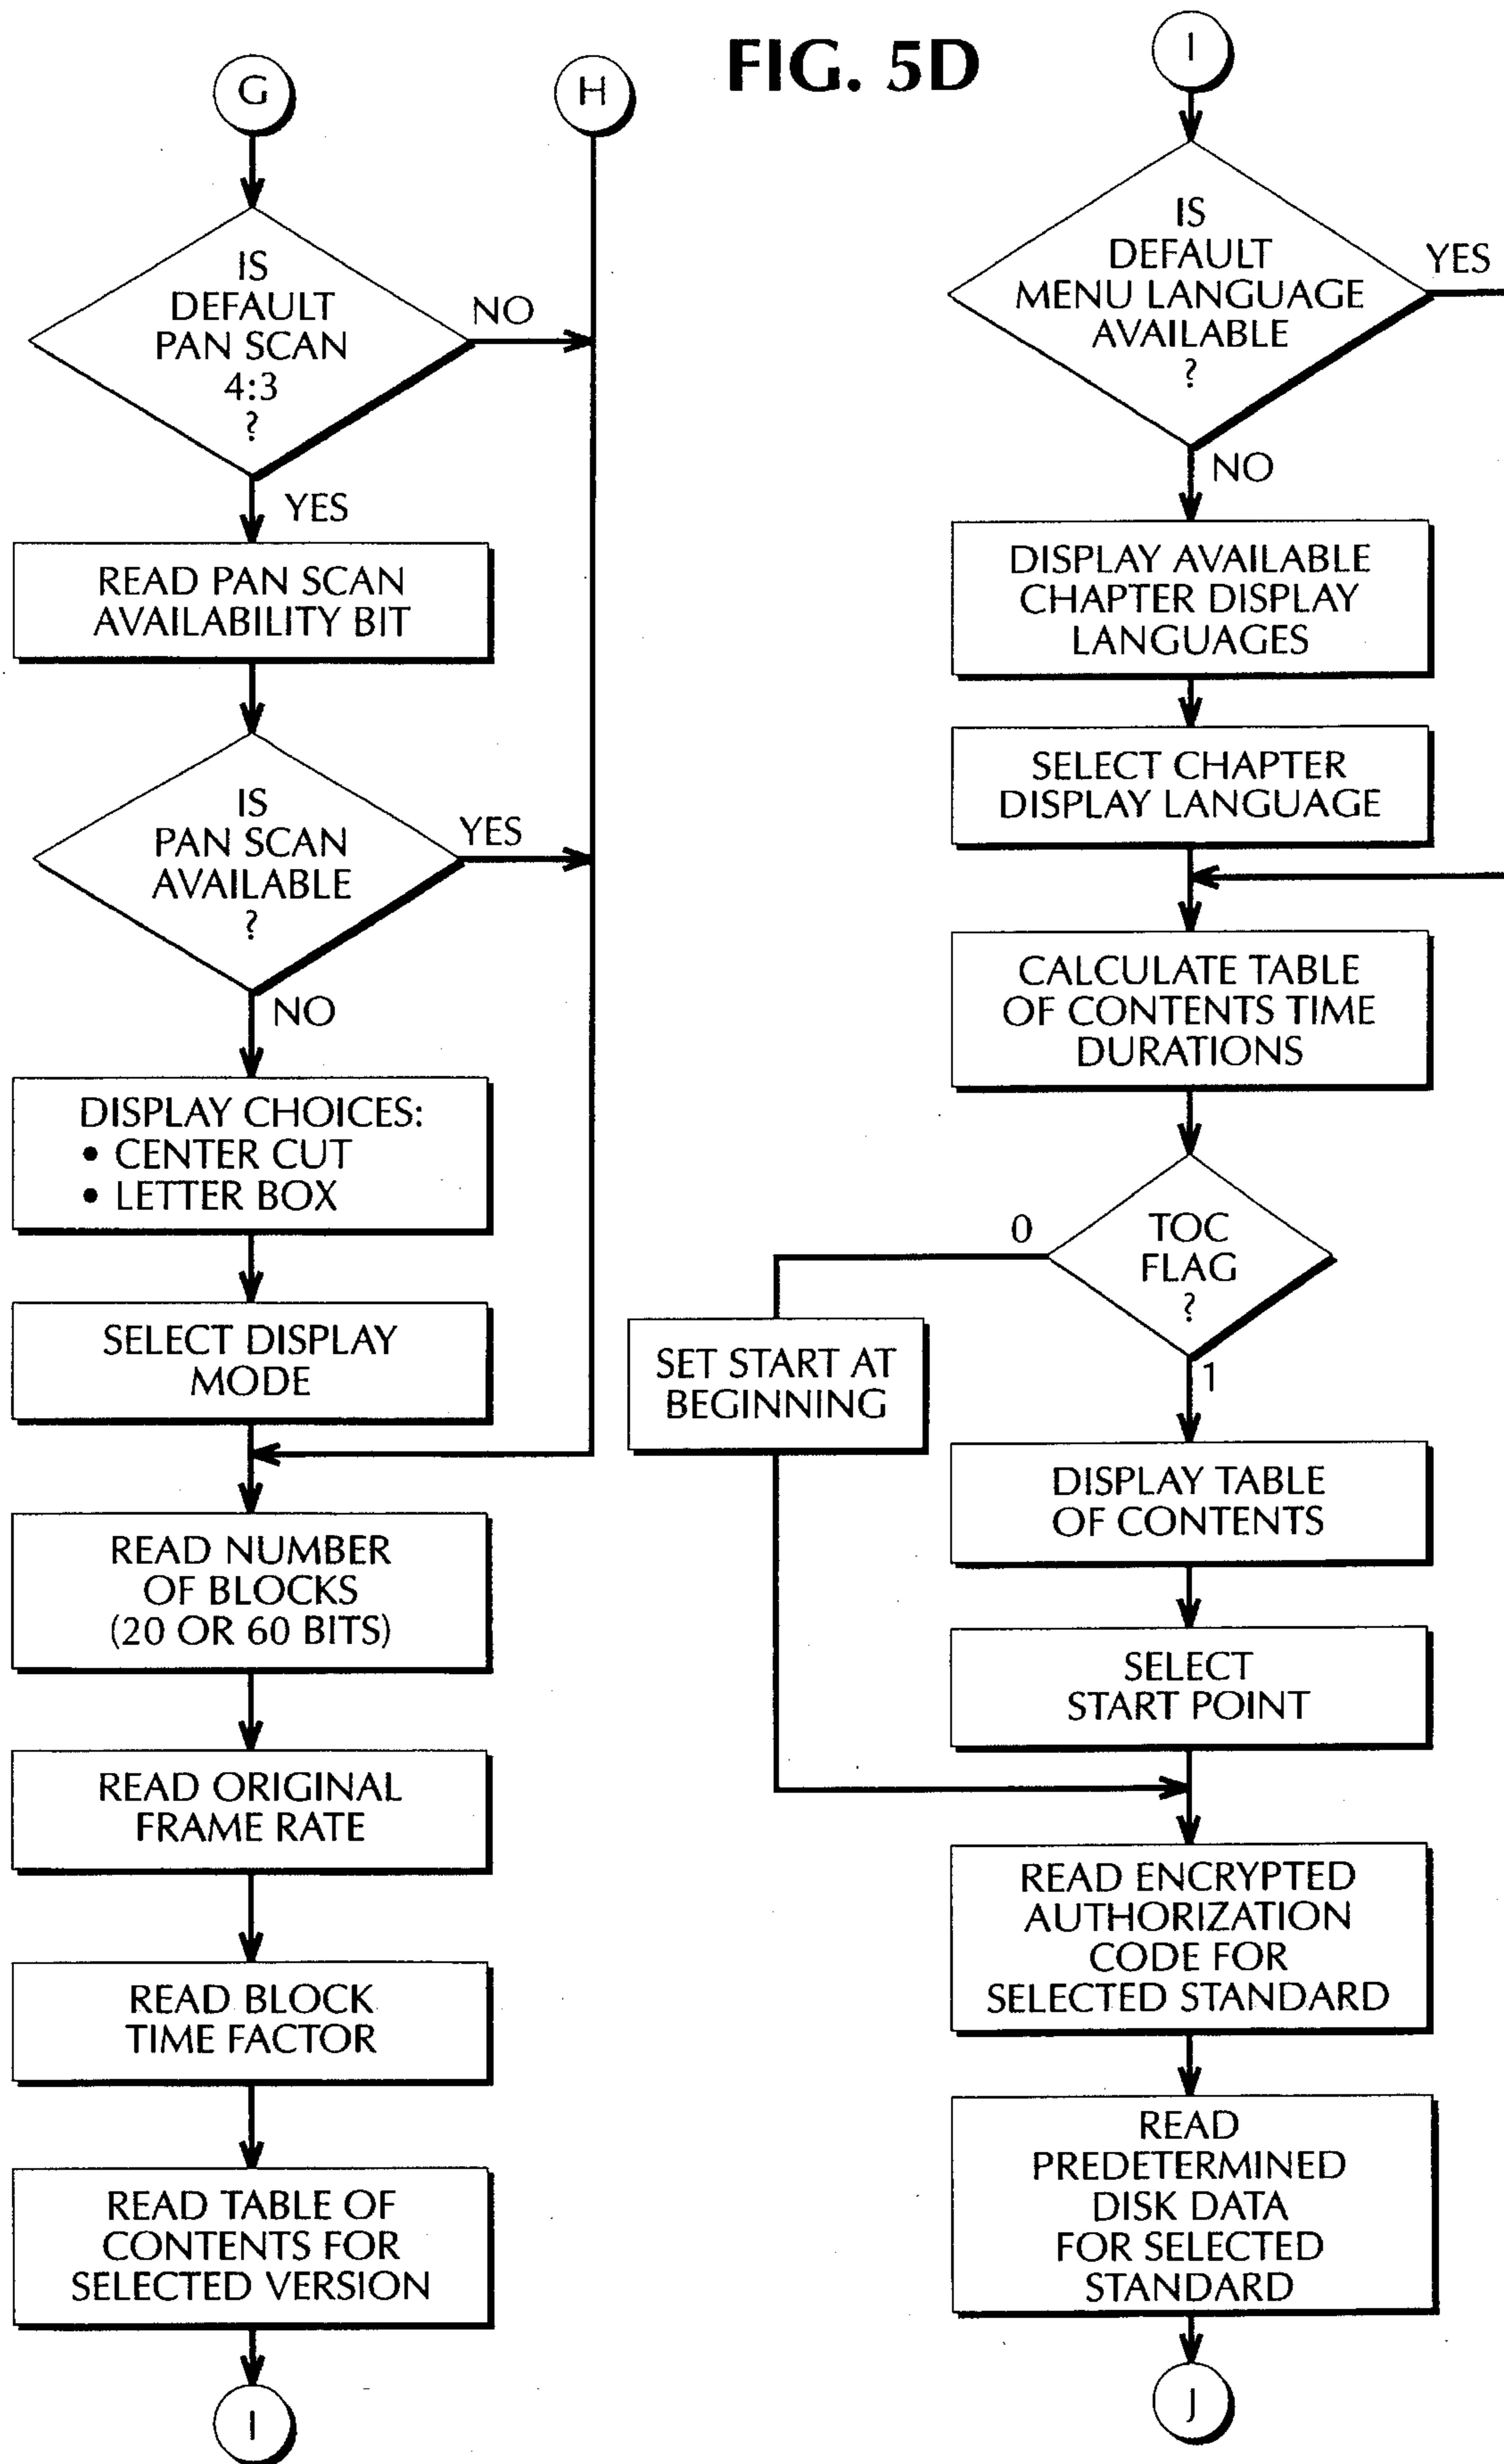 FIG. 5D
G
H
IS
DEFAULT
PAN SCAN
4:3
?
NO
YES
READ PAN SCAN
AVAILABILITY BIT
IS
PAN SCAN
AVAILABLE
?
YES
NO
DISPLAY CHOICES:
• CENTER CUT
• LETTER BOX
SELECT DISPLAY
MODE
READ NUMBER
OF BLOCKS
(20 OR 60 BITS)
READ ORIGINAL
FRAME RATE
READ BLOCK
TIME FACTOR
READ TABLE OF
CONTENTS FOR
SELECTED VERSION
I
I
IS
DEFAULT
MENU LANGUAGE
AVAILABLE
?
YES
NO
DISPLAY AVAILABLE
CHAPTER DISPLAY
LANGUAGES
SELECT CHAPTER
DISPLAY LANGUAGE
CALCULATE TABLE
OF CONTENTS TIME
DURATIONS
TOC
FLAG
?
0
1
SET START AT
BEGINNING
DISPLAY TABLE
OF CONTENTS
SELECT
START POINT
READ ENCRYPTED
AUTHORIZATION
CODE FOR
SELECTED STANDARD
READ
PREDETERMINED
DISK DATA
FOR SELECTED
STANDARD
J